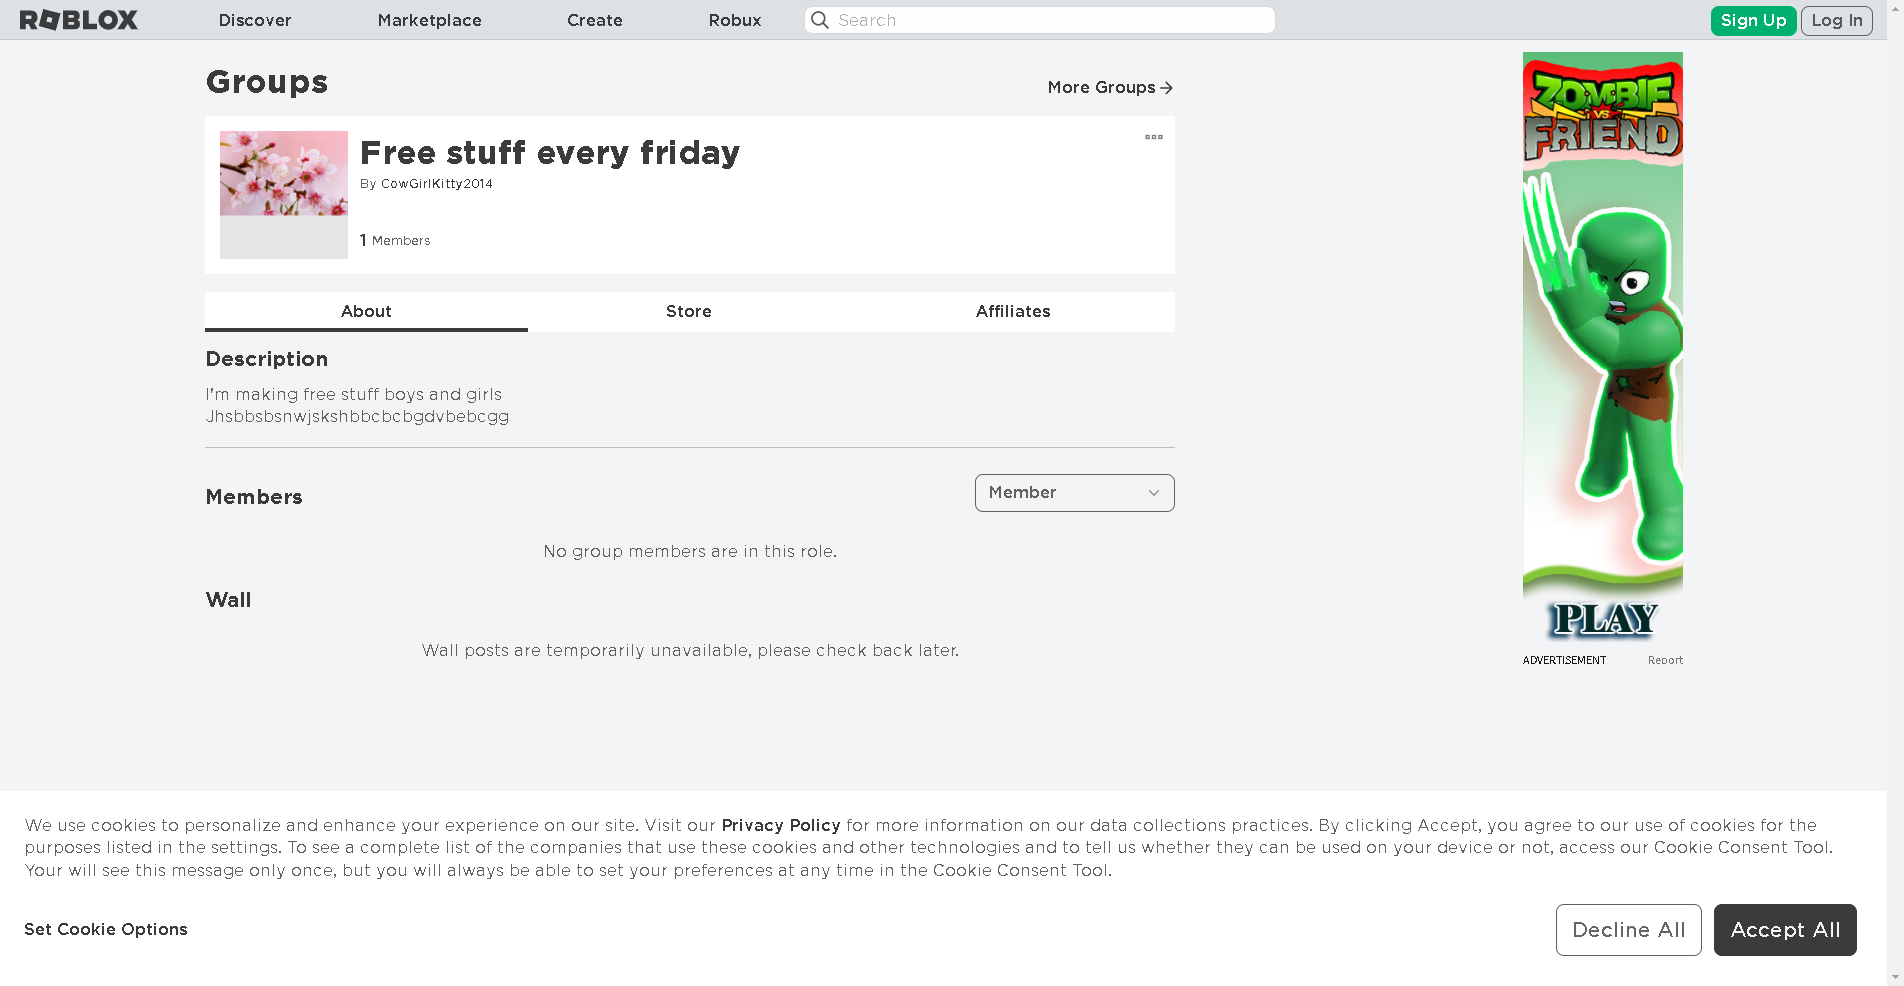 ROBLOX
Discover
Marketplace
Create
Robux
Search
Sign Up
Log In
Groups
More Groups
Free stuff every friday
By CowGirlKitty2014
1 Members
About
Store
Affiliates
Description
I'm making free stuff boys and girls
Jhsbbsbsnwjskshbbcbcbgdvbebcgg
Members
Member
No group members are in this role.
Wall
Wall posts are temporarily unavailable, please check back later.
ZOMBIE
VS
FRIEND
PLAY
ADVERTISEMENT
Report
We use cookies to personalize and enhance your experience on our site. Visit our Privacy Policy for more information on our data collections practices. By clicking Accept, you agree to our use of cookies for the
purposes listed in the settings. To see a complete list of the companies that use these cookies and other technologies and to tell us whether they can be used on your device or not, access our Cookie Consent Tool.
Your will see this message only once, but you will always be able to set your preferences at any time in the Cookie Consent Tool.
Set Cookie Options
Decline All
Accept All